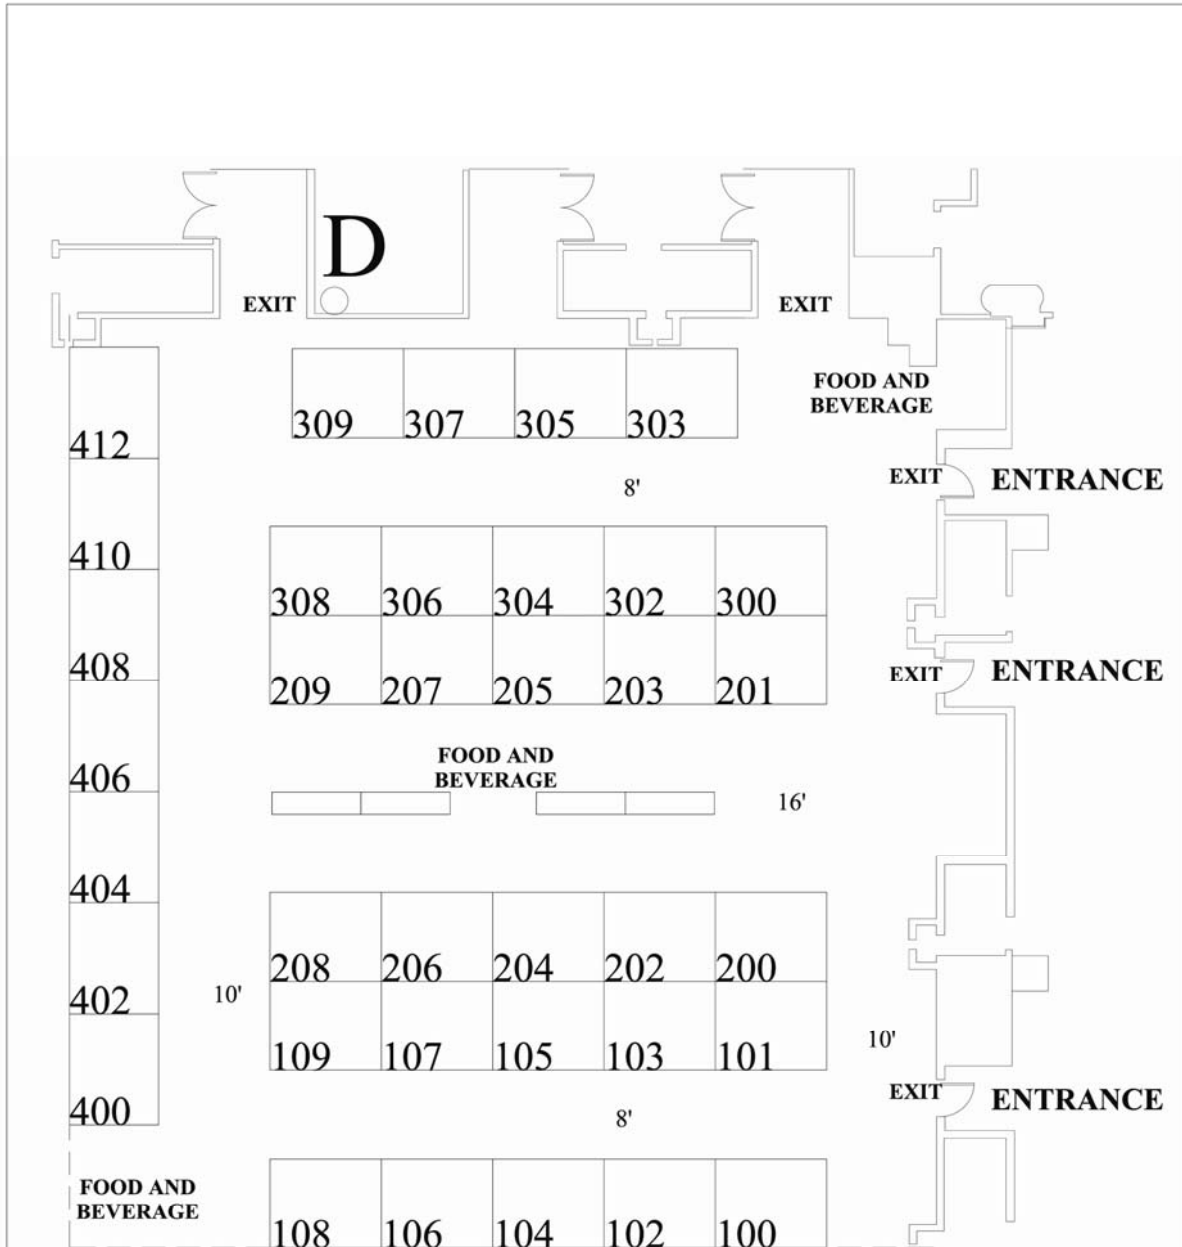 D
EXIT
EXIT
FOOD AND
BEVERAGE
309 307 305 303
412
EXIT ENTRANCE
8'
410
308 306 304 302 300
408
EXIT ENTRANCE
209 207 205 203 201
FOOD AND
BEVERAGE
406
16'
404
208 206 204 202 200
402
10'
10'
109 107 105 103 101
EXIT ENTRANCE
400
8'
FOOD AND
BEVERAGE
108 106 104 102 100